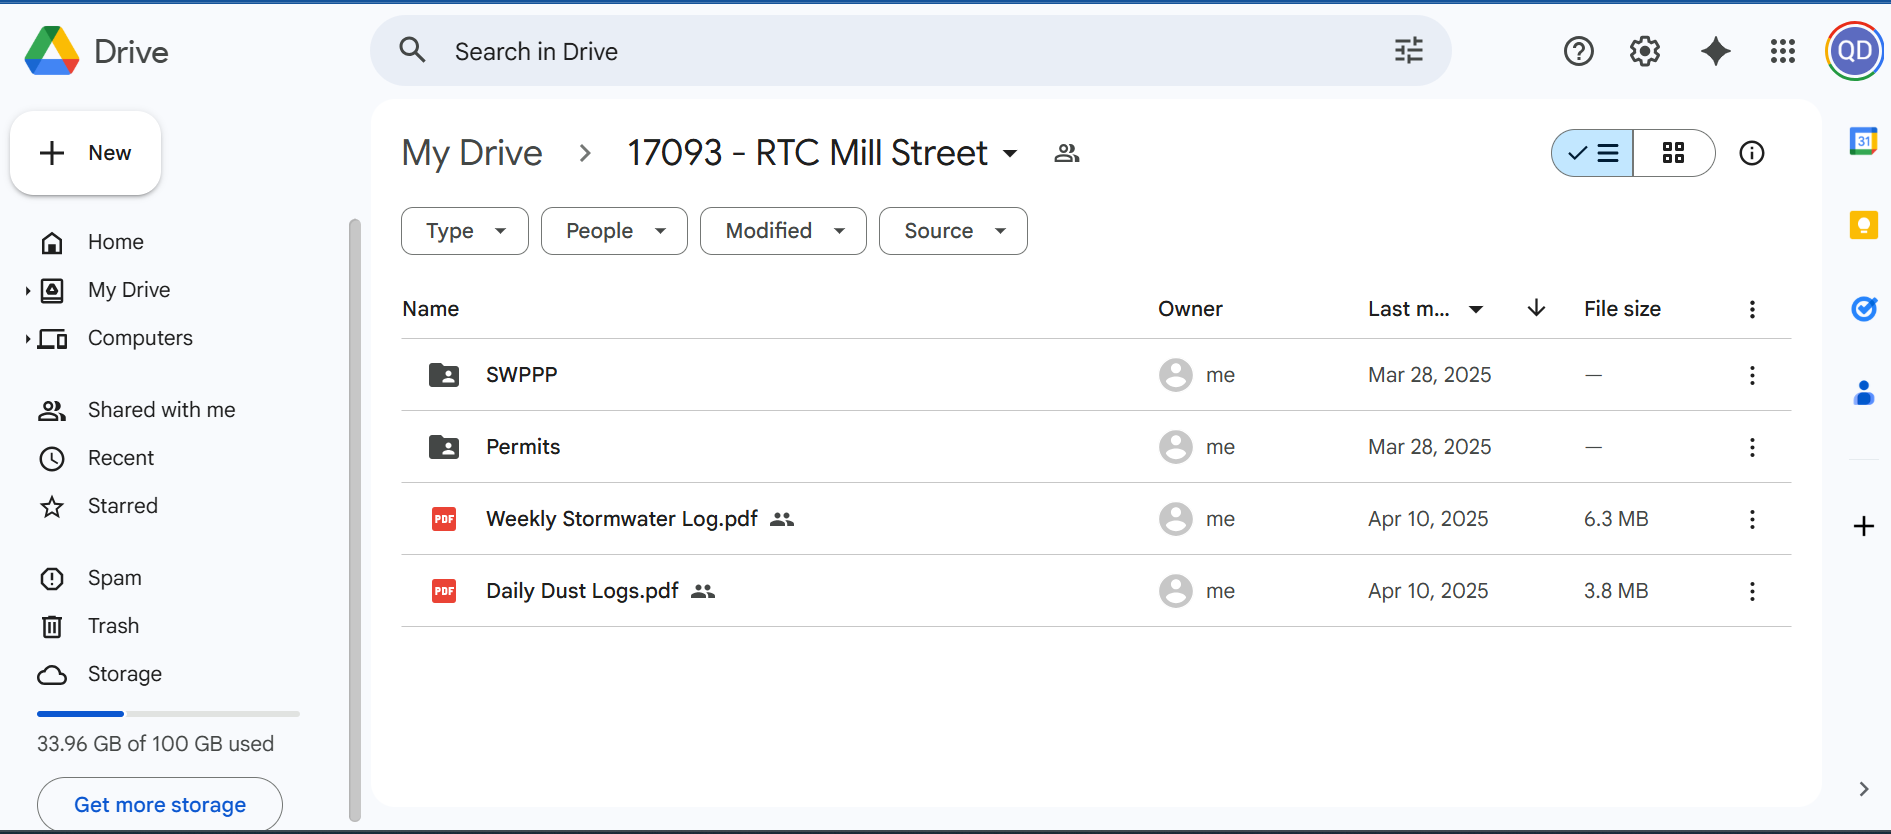 Drive
Search in Drive
QD
New
My Drive
17093 - RTC Mill Street
31
Home
My Drive
Computers
Shared with me
Recent
Starred
Spam
Trash
Storage
33.96 GB of 100 GB used
Get more storage
Type
People
Modified
Source
Name Owner Last m... File size
SWPPP me Mar 28, 2025 —
Permits me Mar 28, 2025 —
PDF Weekly Stormwater Log.pdf me Apr 10, 2025 6.3 MB
PDF Daily Dust Logs.pdf me Apr 10, 2025 3.8 MB